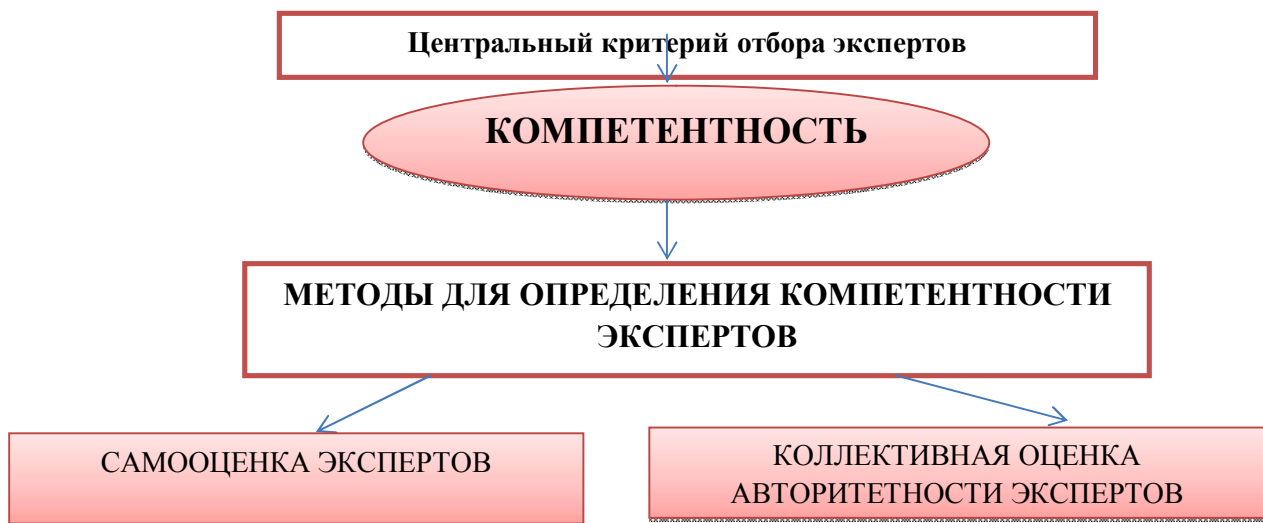 Центральный критерий отбора экспертов
КОМПЕТЕНТНОСТЬ
МЕТОДЫ ДЛЯ ОПРЕДЕЛЕНИЯ КОМПЕТЕНТНОСТИ
ЭКСПЕРТОВ
САМООЦЕНКА ЭКСПЕРТОВ
КОЛЛЕКТИВНАЯ ОЦЕНКА
АВТОРИТЕТНОСТИ ЭКСПЕРТОВ